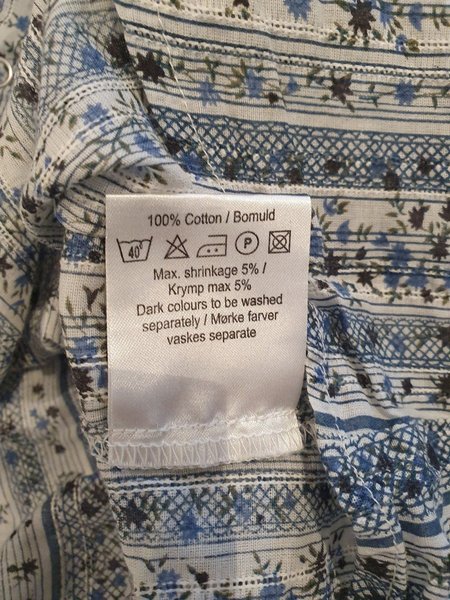 100% Cotton / Bomuld
40° P
Max. shrinkage 5% /
Krymp max 5%
Dark colours to be washed
separately / Mørke farver
vaskes separate